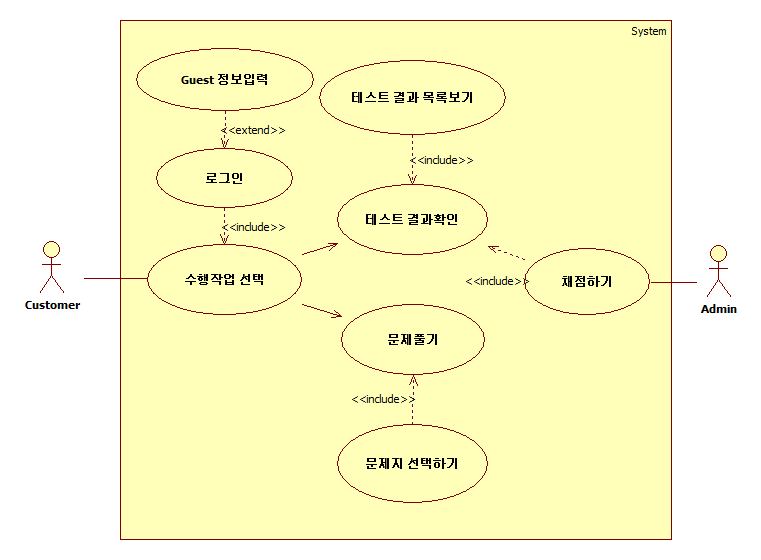 System
Guest 정보입력
테스트 결과 목록보기
<<extend>>
<<include>>
로그인
테스트 결과확인
<<include>>
수행작업 선택
<<include>>
채점하기
Customer
Admin
문제풀기
<<include>>
문제지 선택하기